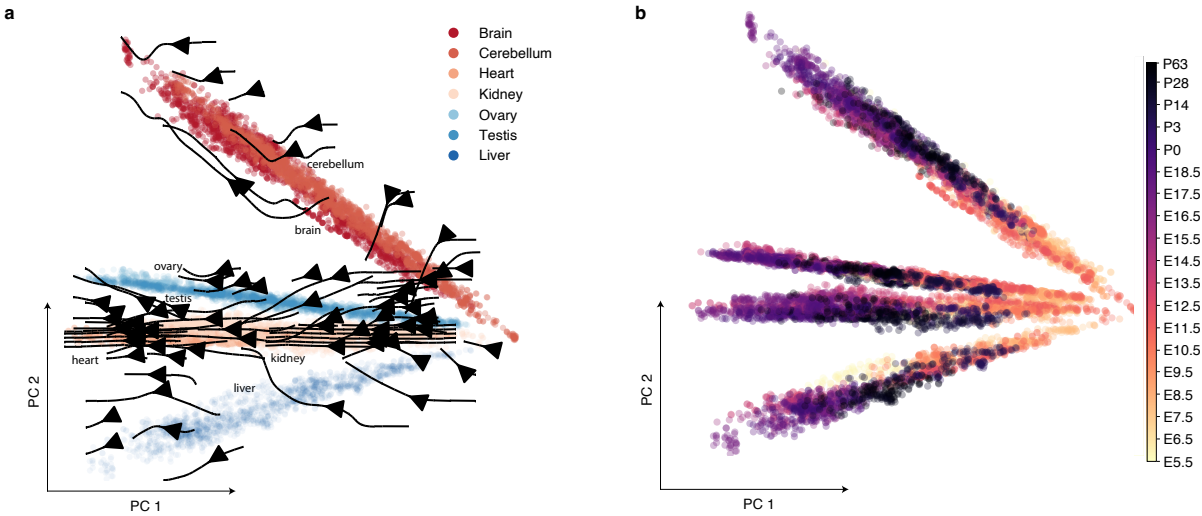 a
Brain
Cerebellum
Heart
Kidney
Ovary
Testis
Liver
cerebellum
brain
ovary
testis
heart
kidney
liver
PC 2
PC 1
b
P63
P28
P14
P3
P0
E18.5
E17.5
E16.5
E15.5
E14.5
E13.5
E12.5
E11.5
E10.5
E9.5
E8.5
E7.5
E6.5
E5.5
PC 2
PC 1